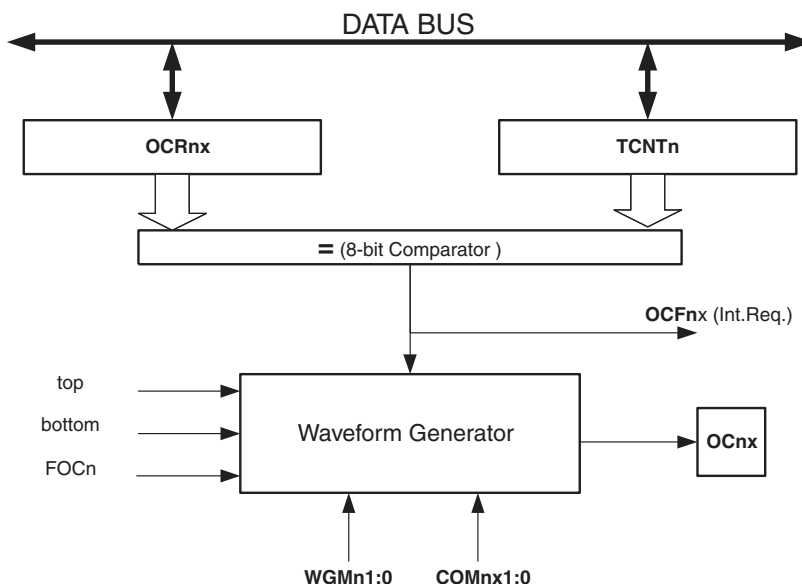 DATA BUS
OCRnx
TCNTn
= (8-bit Comparator )
OCFnx (Int.Req.)
top
bottom
FOCn
Waveform Generator
OCnx
WGMn1:0
COMnx1:0